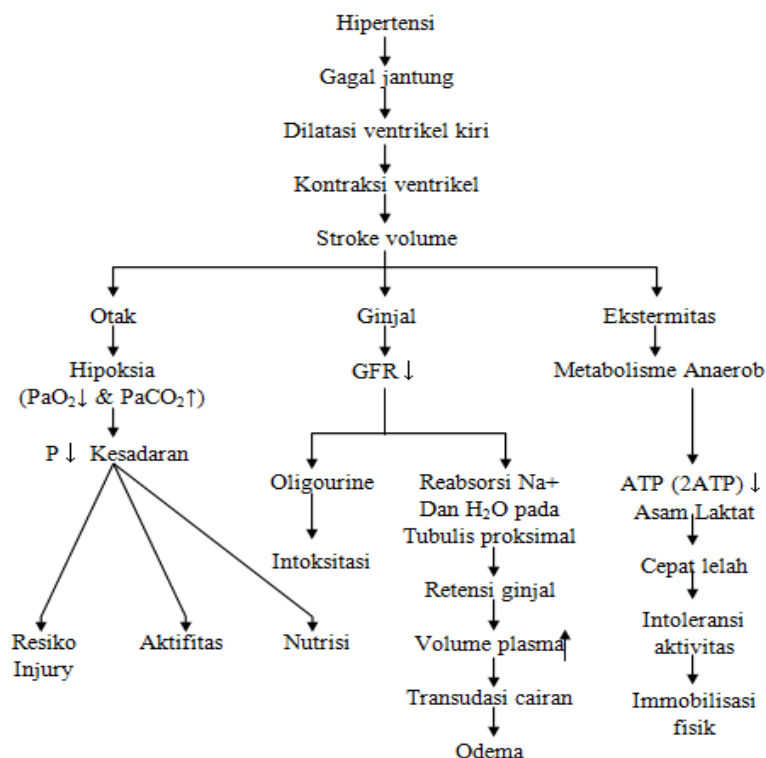 Hipertensi
Gagal jantung
Dilatasi ventrikel kiri
Kontraksi ventrikel
Stroke volume
Otak
Hipoksia
(PaO₂↓ & PaCO₂↑)
P↓ Kesadaran
Resiko
Injury
Aktifitas
Nutrisi
Ginjal
GFR↓
Oligourine
Intoksitasi
Reabsorsi Na+
Dan H₂O pada
Tubulis proksimal
Retensi ginjal
Volume plasma↑
Transudasi cairan
Odema
Ekstermitas
Metabolisme Anaerob
ATP (2ATP)↓
Asam Laktat
Cepat lelah
Intoleransi
aktivitas
Immobilisasi
fisik